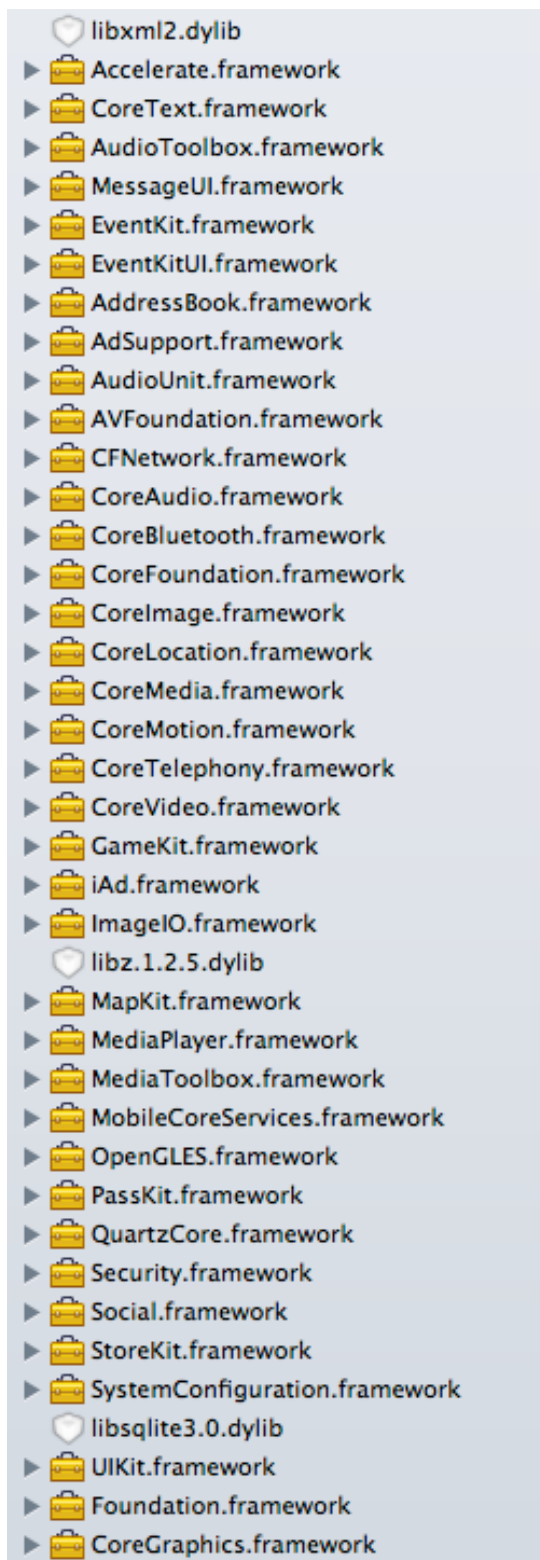 libxml2.dylib
Accelerate.framework
CoreText.framework
AudioToolbox.framework
MessageUI.framework
EventKit.framework
EventKitUI.framework
AddressBook.framework
AdSupport.framework
AudioUnit.framework
AVFoundation.framework
CFNetwork.framework
CoreAudio.framework
CoreBluetooth.framework
CoreFoundation.framework
CoreImage.framework
CoreLocation.framework
CoreMedia.framework
CoreMotion.framework
CoreTelephony.framework
CoreVideo.framework
GameKit.framework
iAd.framework
ImageIO.framework
libz.1.2.5.dylib
MapKit.framework
MediaPlayer.framework
MediaToolbox.framework
MobileCoreServices.framework
OpenGLES.framework
PassKit.framework
QuartzCore.framework
Security.framework
Social.framework
StoreKit.framework
SystemConfiguration.framework
libsqlite3.0.dylib
UIKit.framework
Foundation.framework
CoreGraphics.framework